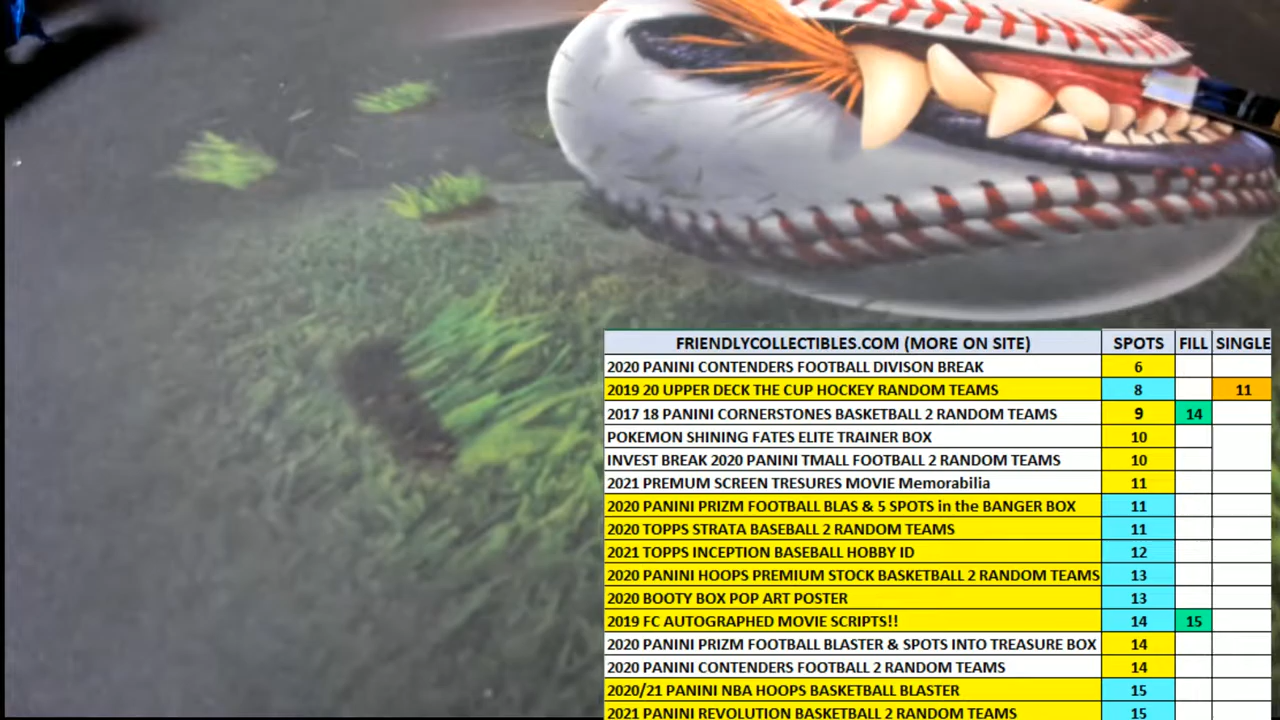 FRIENDLYCOLLECTIBLES.COM (MORE ON SITE) SPOTS FILL SINGLE
2020 PANINI CONTENDERS FOOTBALL DIVISON BREAK 6
2019 20 UPPER DECK THE CUP HOCKEY RANDOM TEAMS 8 11
2017 18 PANINI CORNERSTONES BASKETBALL 2 RANDOM TEAMS 9 14
POKEMON SHINING FATES ELITE TRAINER BOX 10
INVEST BREAK 2020 PANINI TMALL FOOTBALL 2 RANDOM TEAMS 10
2021 PREMUM SCREEN TRESURES MOVIE Memorabilia 11
2020 PANINI PRIZM FOOTBALL BLAS & 5 SPOTS in the BANGER BOX 11
2020 TOPPS STRATA BASEBALL 2 RANDOM TEAMS 11
2021 TOPPS INCEPTION BASEBALL HOBBY ID 12
2020 PANINI HOOPS PREMIUM STOCK BASKETBALL 2 RANDOM TEAMS 13
2020 BOOTY BOX POP ART POSTER 13
2019 FC AUTOGRAPHED MOVIE SCRIPTS!! 14 15
2020 PANINI PRIZM FOOTBALL BLASTER & SPOTS INTO TREASURE BOX 14
2020 PANINI CONTENDERS FOOTBALL 2 RANDOM TEAMS 14
2020/21 PANINI NBA HOOPS BASKETBALL BLASTER 15
2021 PANINI REVOLUTION BASKETBALL 2 RANDOM TEAMS 15